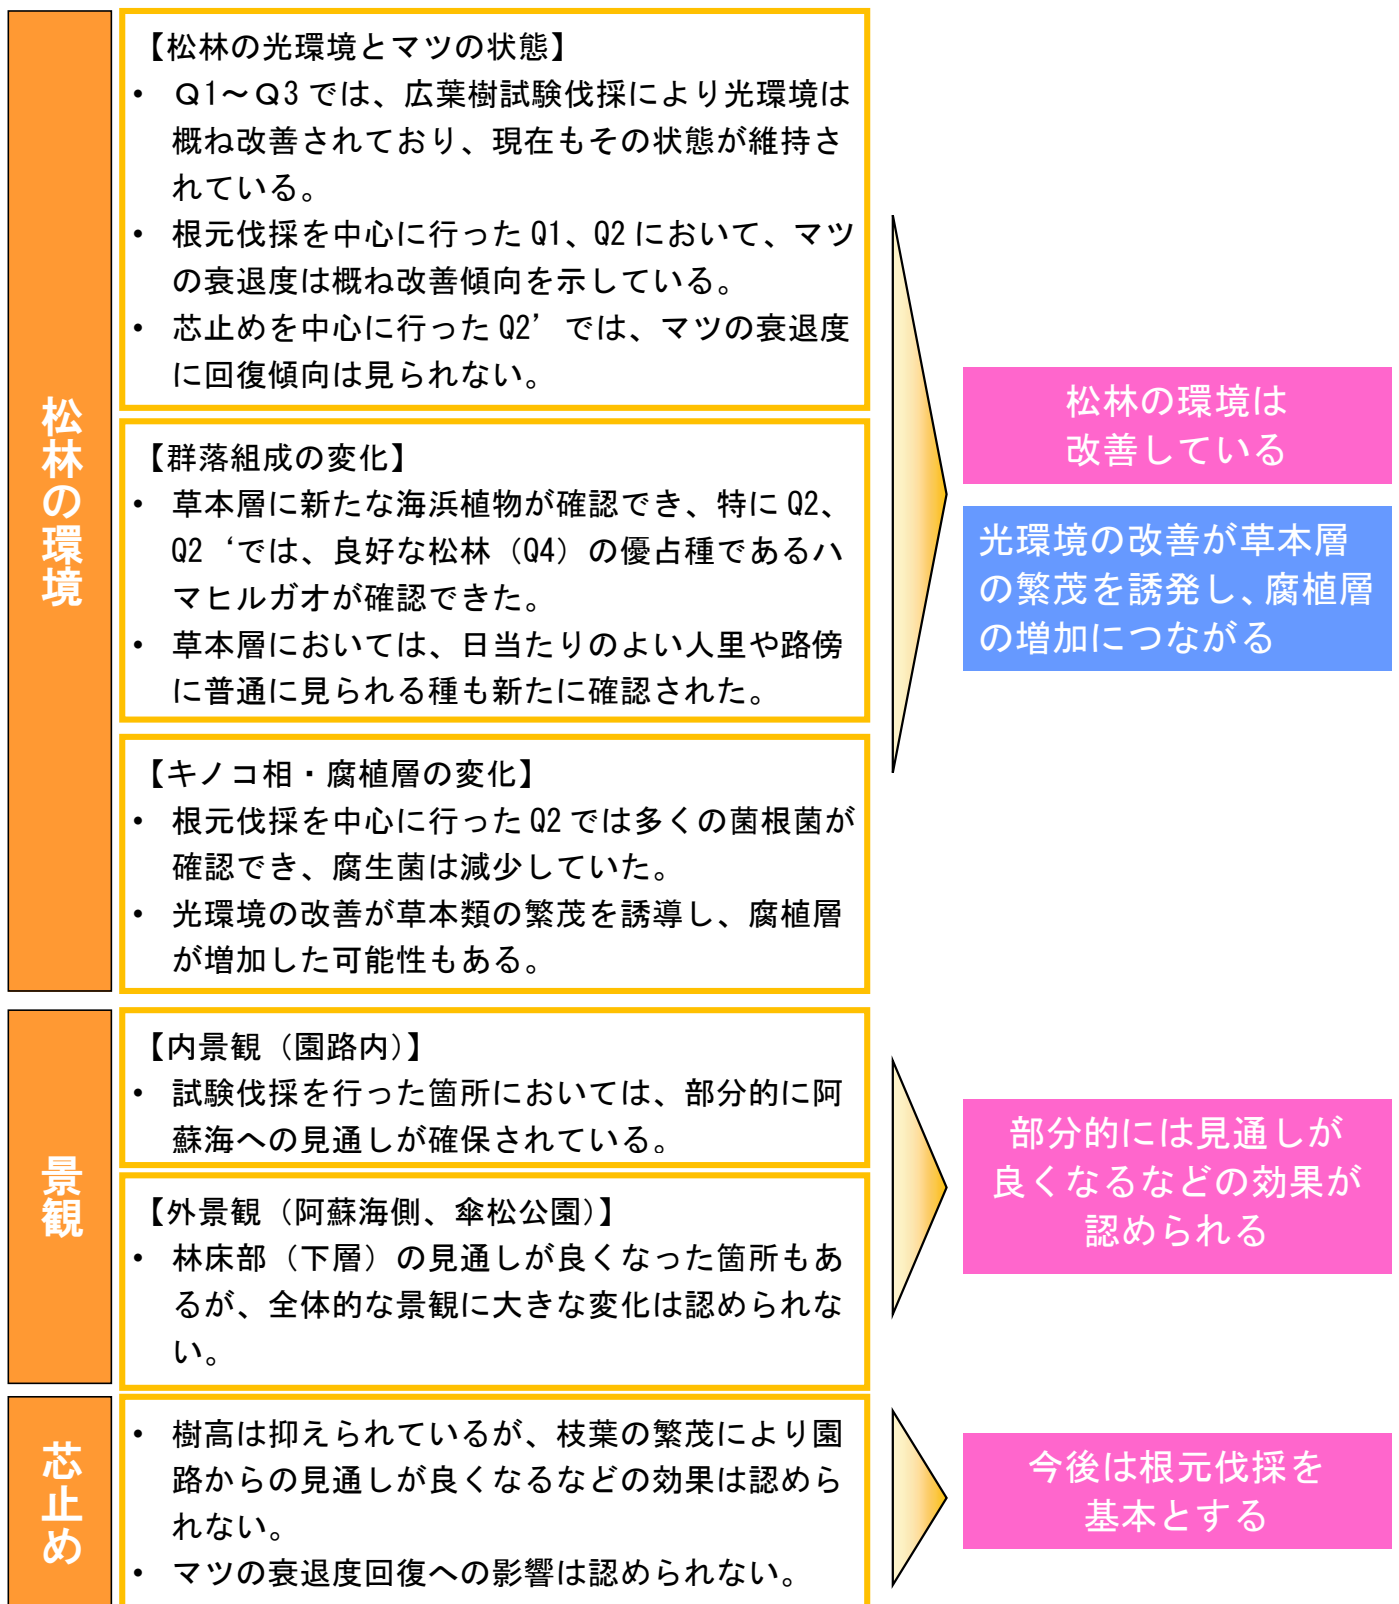 松林の環境
【松林の光環境とマツの状態】
• Q1～Q3 では、広葉樹試験伐採により光環境は
概ね改善されており、現在もその状態が維持さ
れている。
• 根元伐採を中心に行った Q1、Q2 において、マツ
の衰退度は概ね改善傾向を示している。
• 芯止めを中心に行った Q2’では、マツの衰退度
に回復傾向は見られない。
【群落組成の変化】
• 草本層に新たな海浜植物が確認でき、特に Q2、
Q2‘では、良好な松林（Q4）の優占種であるハ
マヒルガオが確認できた。
• 草本層においては、日当たりのよい人里や路傍
に普通に見られる種も新たに確認された。
【キノコ相・腐植層の変化】
• 根元伐採を中心に行った Q2 では多くの菌根菌が
確認でき、腐生菌は減少していた。
• 光環境の改善が草本類の繁茂を誘導し、腐植層
が増加した可能性もある。
松林の環境は
改善している
光環境の改善が草本層
の繁茂を誘発し、腐植層
の増加につながる
景観
【内景観（園路内）】
• 試験伐採を行った箇所においては、部分的に阿
蘇海への見通しが確保されている。
【外景観（阿蘇海側、傘松公園）】
• 林床部（下層）の見通しが良くなった箇所もあ
るが、全体的な景観に大きな変化は認められな
い。
部分的には見通しが
良くなるなどの効果が
認められる
芯止め
• 樹高は抑えられているが、枝葉の繁茂により園
路からの見通しが良くなるなどの効果は認めら
れない。
• マツの衰退度回復への影響は認められない。
今後は根元伐採を
基本とする